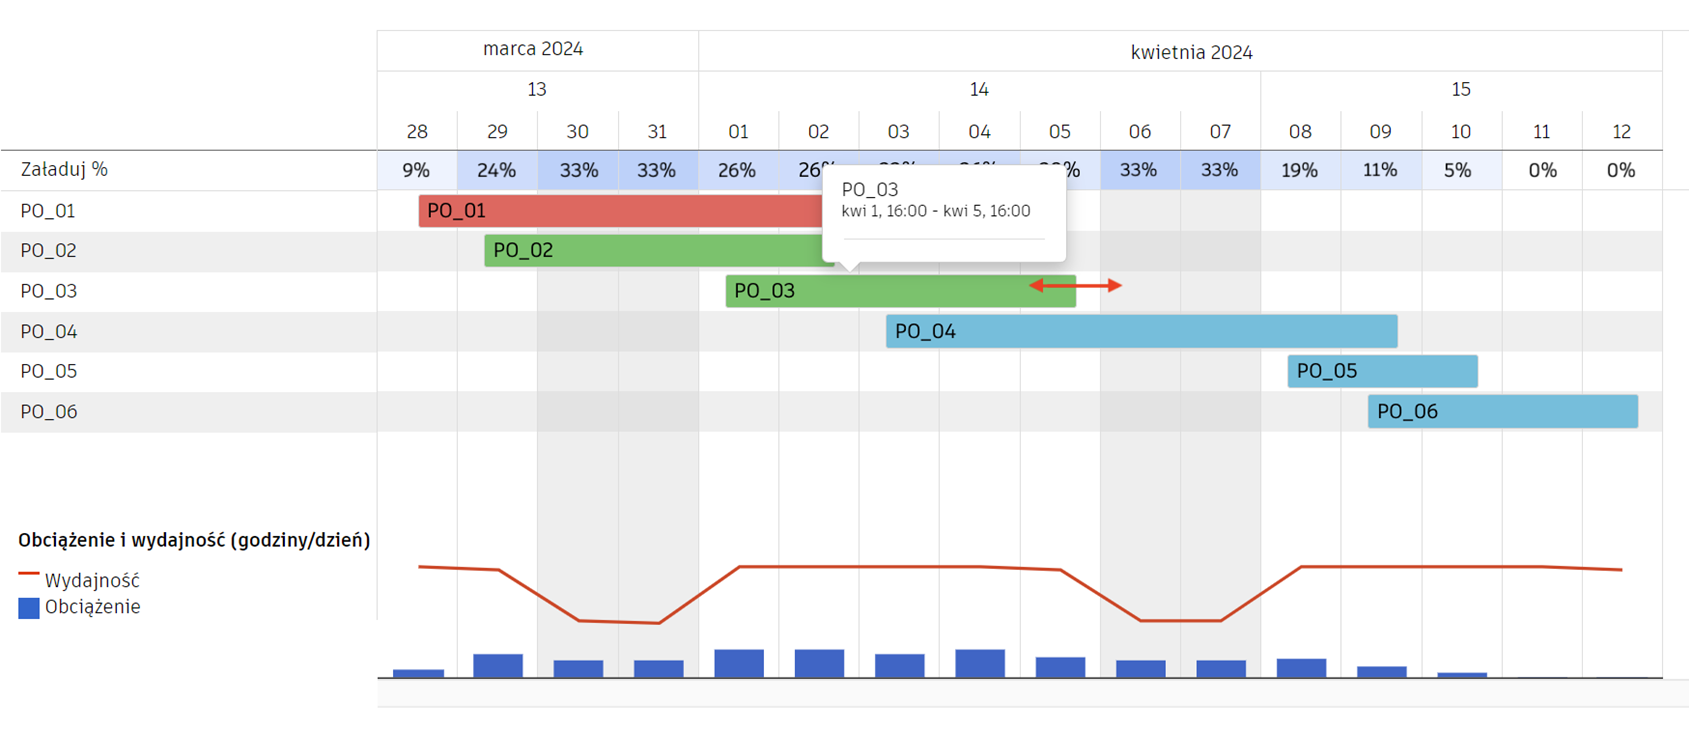 marca 2024 kwietnia 2024
13 14 15
28 29 30 31 01 02 03 04 05 06 07 08 09 10 11 12
Załaduj % 9% 24% 33% 33% 26% 33% 33% 19% 11% 5% 0% 0%
PO_03
kwi 1, 16:00 - kwi 5, 16:00
PO_01 PO_01
PO_02 PO_02
PO_03 PO_03
PO_04 PO_04
PO_05 PO_05
PO_06 PO_06
Obciążenie i wydajność (godziny/dzień)
Wydajność
Obciążenie